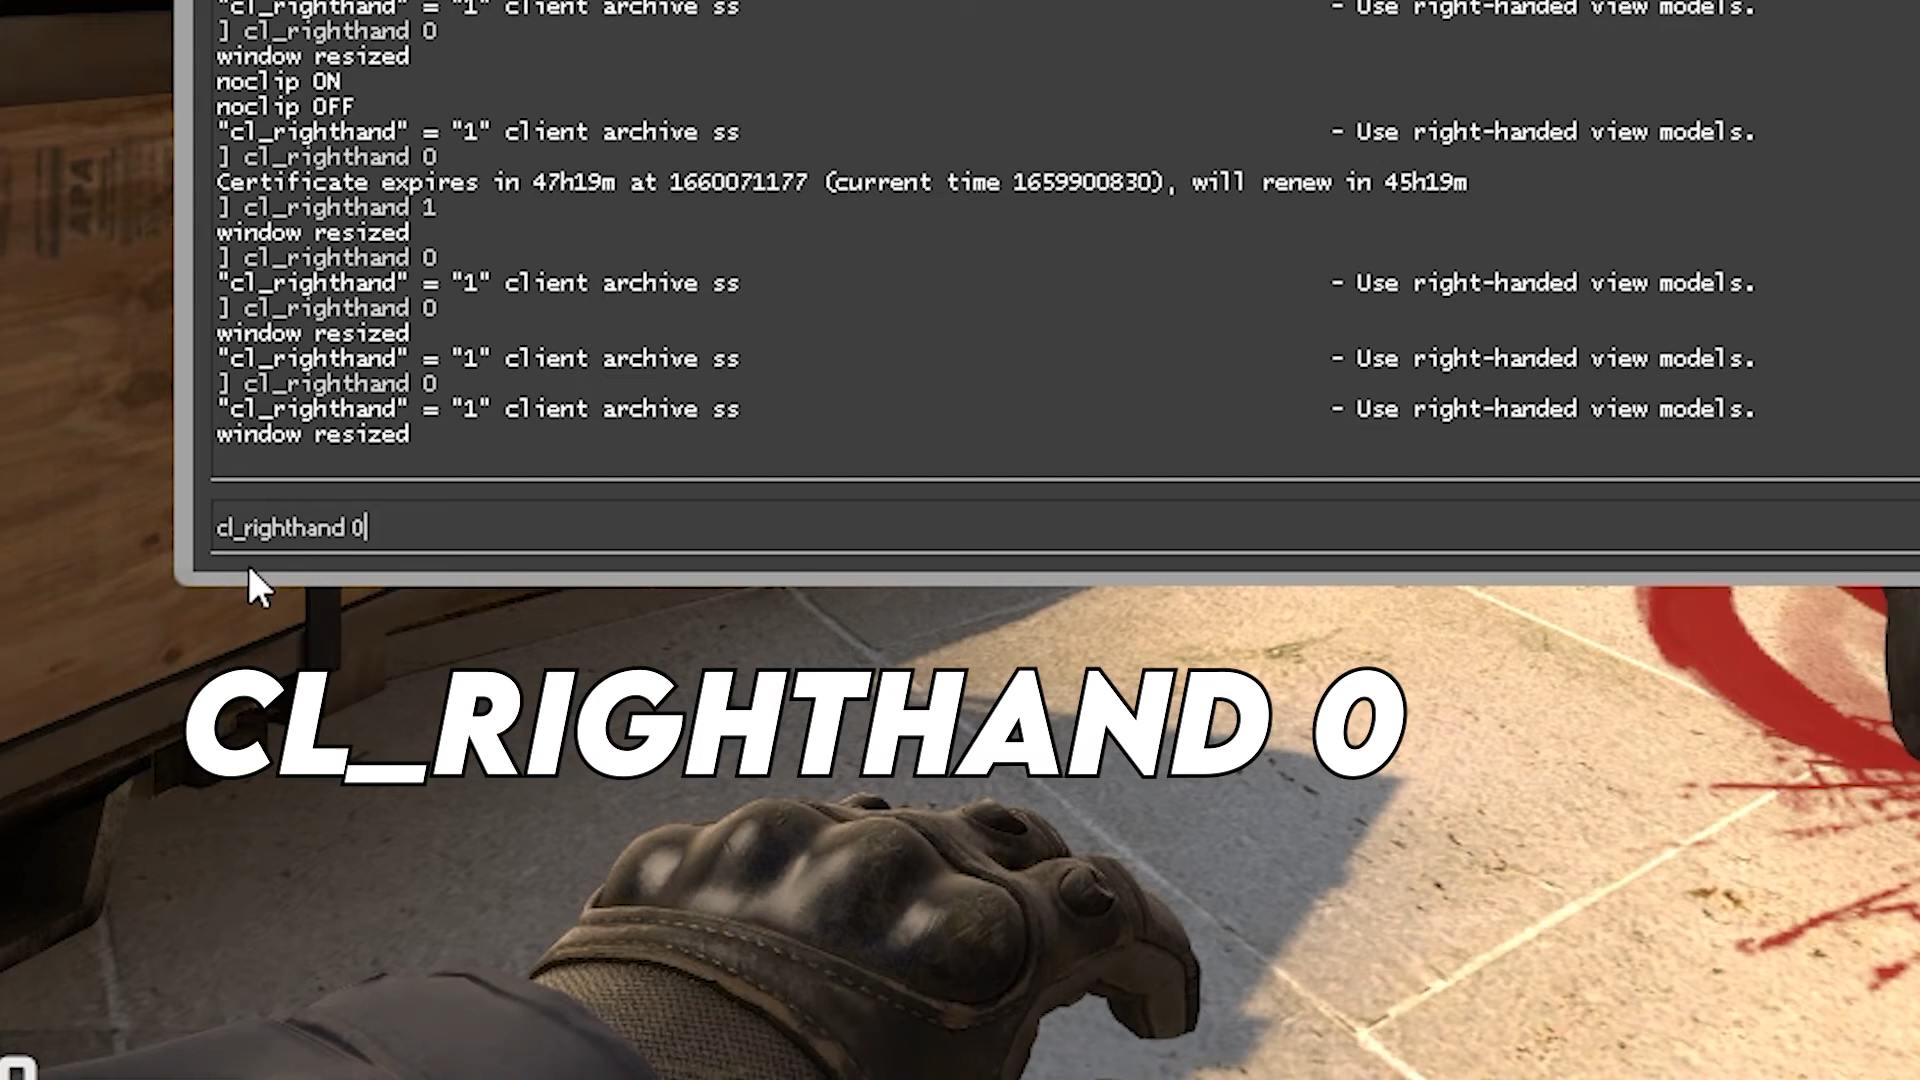 "cl_righthand" = "1" client archive ss - Use right-handed view models.
] cl_righthand 0
window resized
noclip ON
noclip OFF
"cl_righthand" = "1" client archive ss - Use right-handed view models.
] cl_righthand 0
Certificate expires in 47h19m at 1660071177 (current time 1659900830), will renew in 45h19m
] cl_righthand 1
window resized
] cl_righthand 0
"cl_righthand" = "1" client archive ss - Use right-handed view models.
] cl_righthand 0
window resized
"cl_righthand" = "1" client archive ss - Use right-handed view models.
] cl_righthand 0
"cl_righthand" = "1" client archive ss - Use right-handed view models.
window resized
cl_righthand 0
CL_RIGHTHAND 0